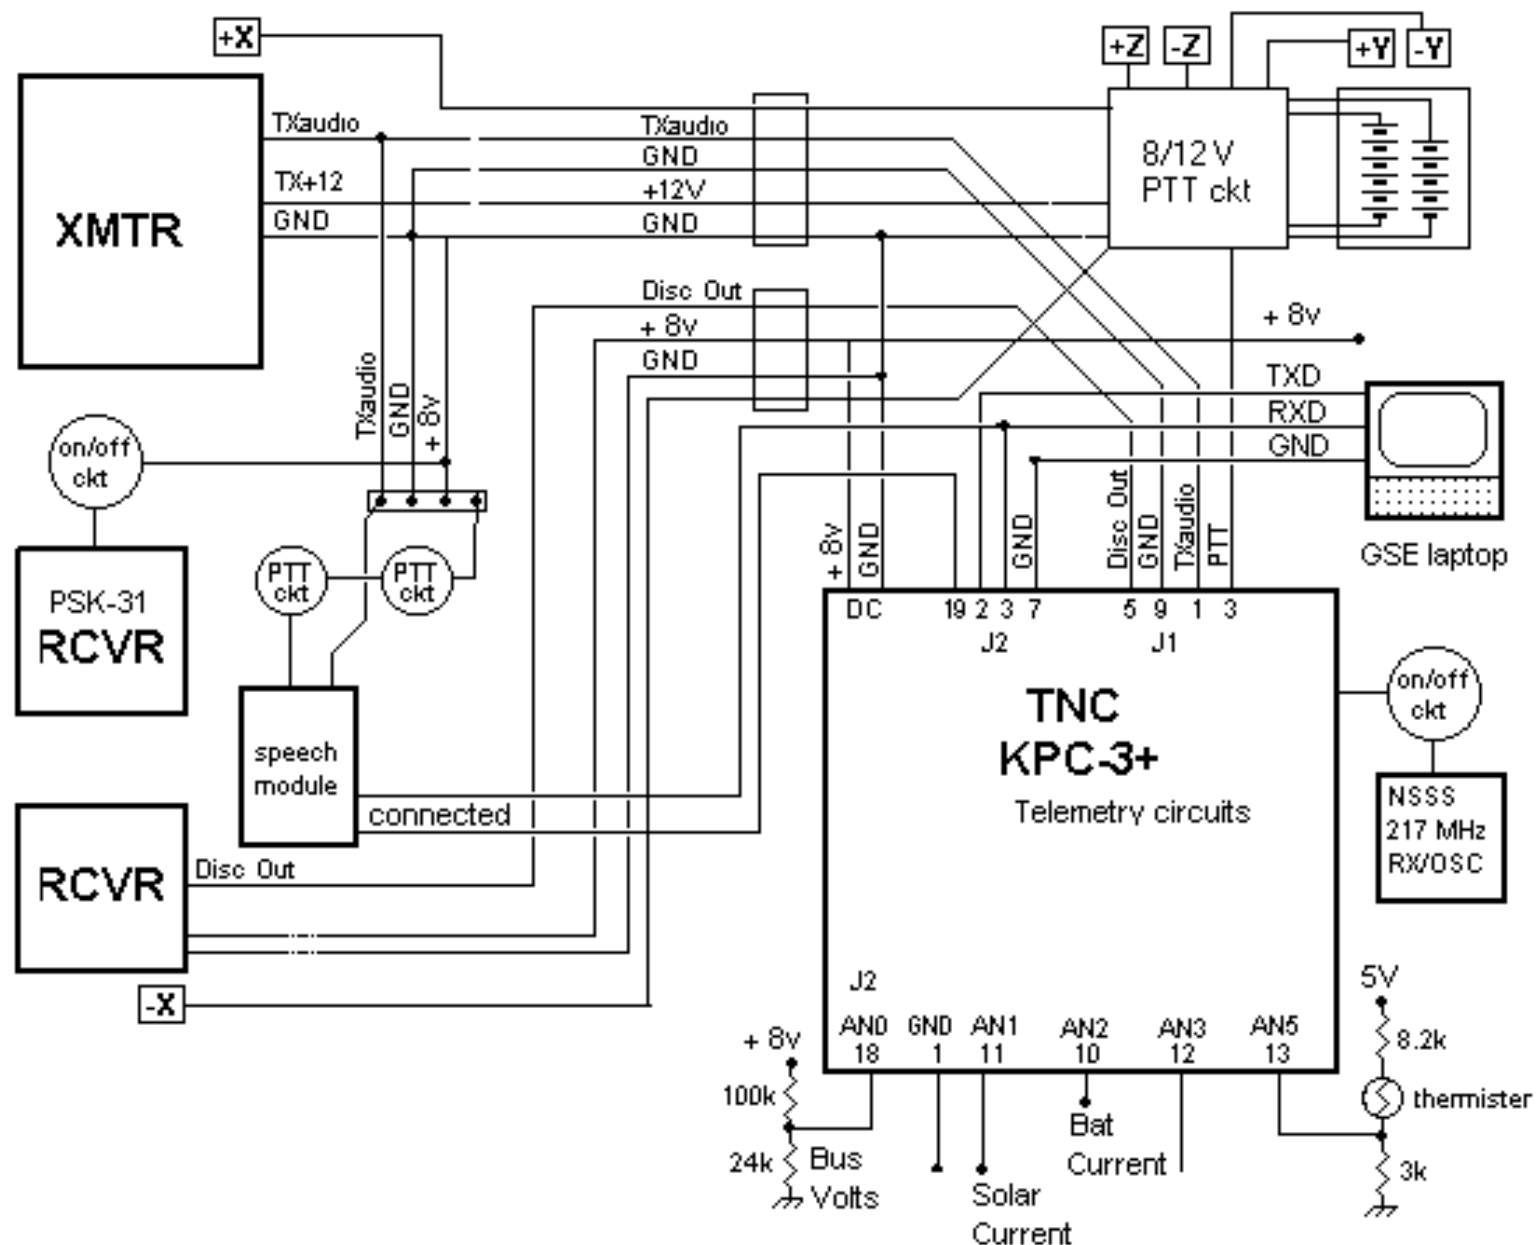 +X
+Z
-Z
+Y
-Y
XMTR
TXaudio
TX+12
GND
TXaudio
GND
+12V
GND
8/12 V
PTT ckt
Disc Out
+ 8v
GND
+ 8v
TXD
RXD
GND
GSE laptop
TXaudio
GND
+ 8v
on/off
ckt
PSK-31
RCVR
PTT
ckt
PTT
ckt
speech
module
connected
RCVR
Disc Out
-X
+ 8v
GND
GND
Disc Out
GND
TXaudio
PTT
DC
19 2 3 7
5 9 1 3
J2
J1
TNC
KPC-3+
Telemetry circuits
on/off
ckt
NSSS
217 MHz
RX/OSC
J2
AN0 GND AN1 AN2 AN3 AN5
18 1 11 10 12 13
+ 8v
100k
24k
Bus
Volts
Solar
Current
Bat
Current
5V
8.2k
thermister
3k